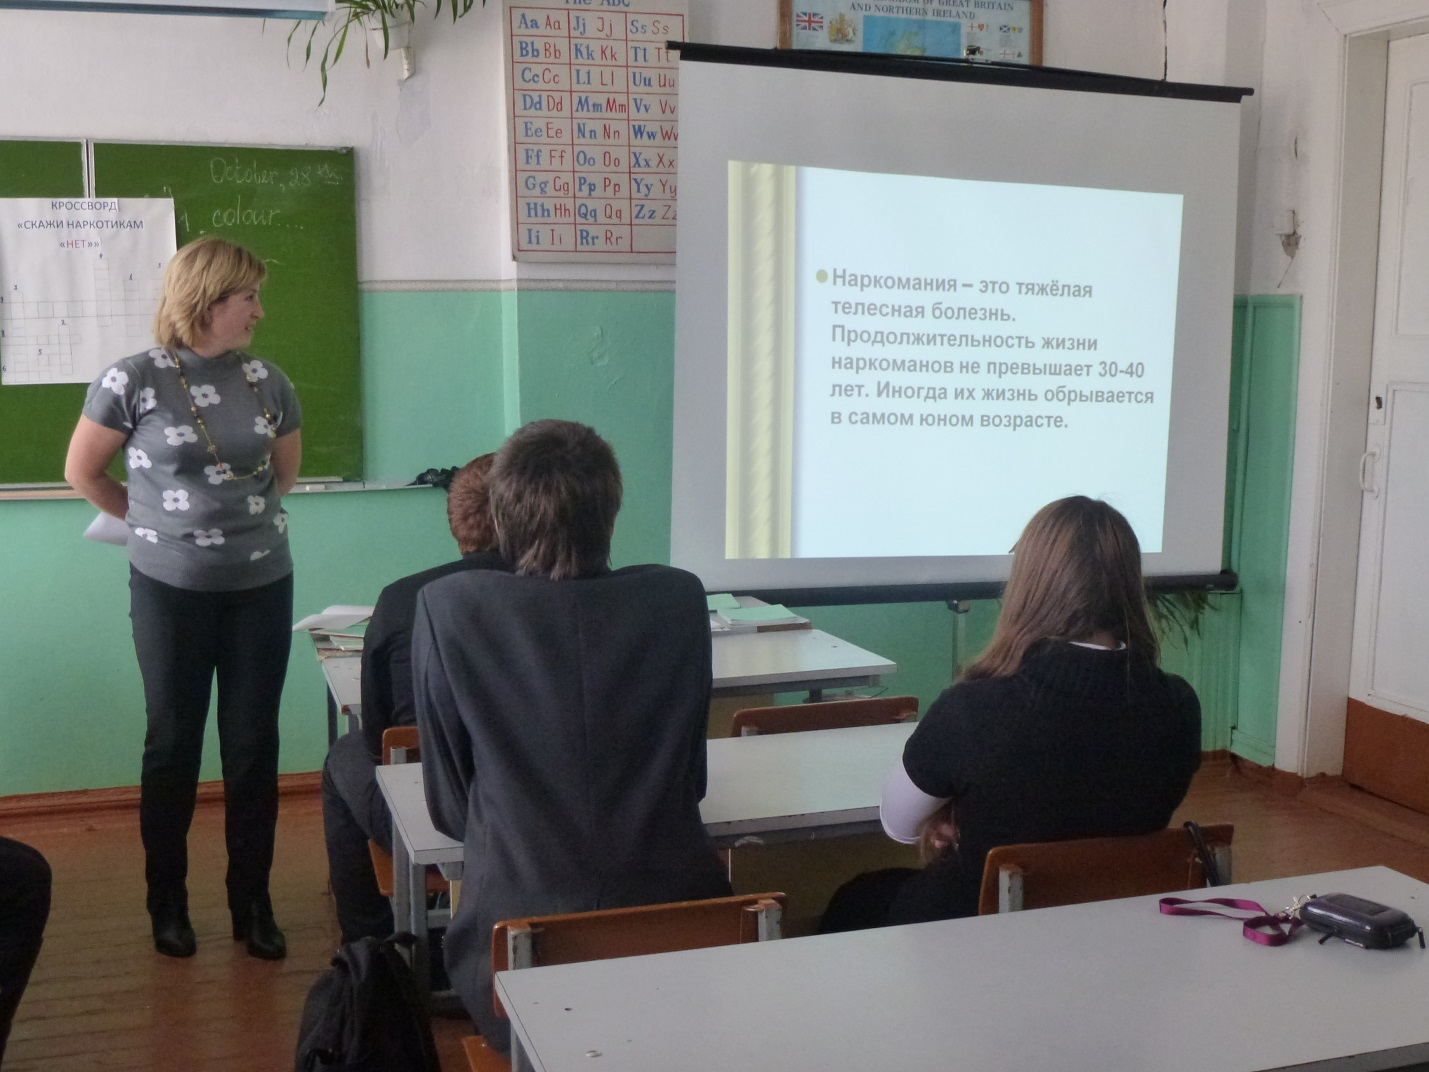 October, 28 th
colour...
КРОССВОРД
«СКАЖИ НАРКОТИКАМ
«НЕТ»»
The ABC
Aa Aa Jj Jj Ss Ss
Bb Bb Kk Kk Tt Tt
Cc Cc Ll Ll Uu Uu
Dd Dd Mm Mm Vv Vv
Ee Ee Nn Nn Ww Ww
Ff Ff Oo Oo Xx Xx
Gg Gg Pp Pp Yy Yy
Hh Hh Qq Qq Zz Zz
Ii Ii Rr Rr
OF GREAT BRITAIN
AND NORTHERN IRELAND
Наркомания – это тяжёлая
телесная болезнь.
Продолжительность жизни
наркоманов не превышает 30-40
лет. Иногда их жизнь обрывается
в самом юном возрасте.